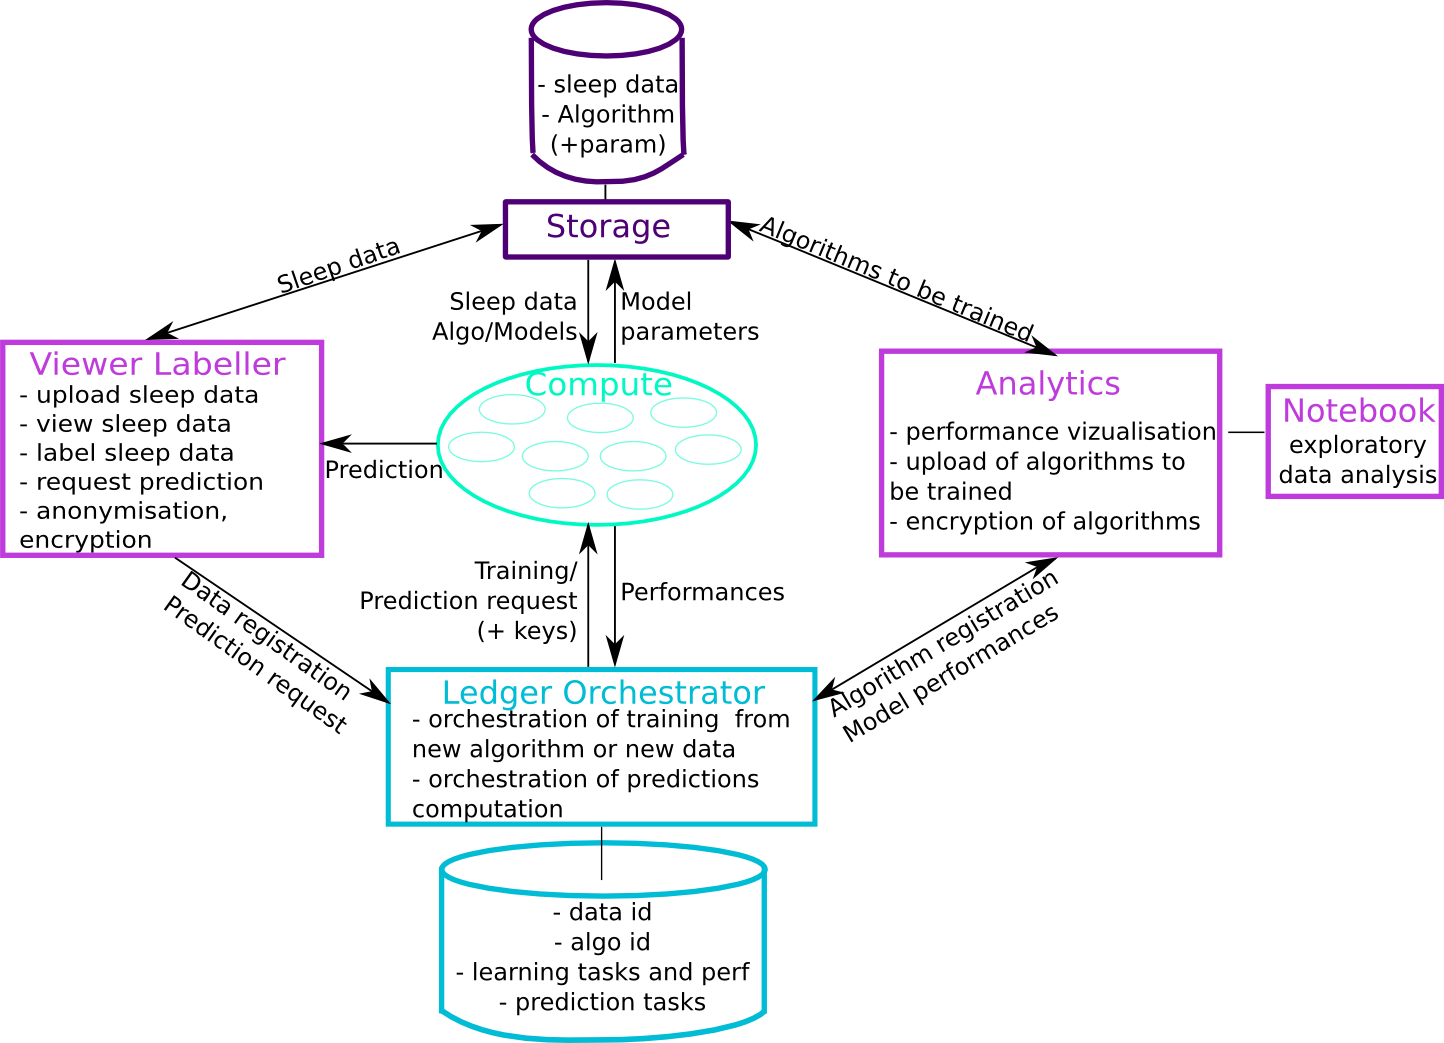 - sleep data
- Algorithm
(+param)
Storage
Sleep data
Algorithms to be trained
Sleep data
Algo/Models
Model
parameters
Viewer Labeller
- upload sleep data
- view sleep data
- label sleep data
- request prediction
- anonymisation,
encryption
Compute
Prediction
Analytics
- performance vizualisation
- upload of algorithms to
be trained
- encryption of algorithms
Notebook
exploratory
data analysis
Training/
Prediction request
(+ keys)
Performances
Data registration
Prediction request
Algorithm registration
Model performances
Ledger Orchestrator
- orchestration of training  from
new algorithm or new data
- orchestration of predictions
computation
- data id
- algo id
- learning tasks and perf
- prediction tasks